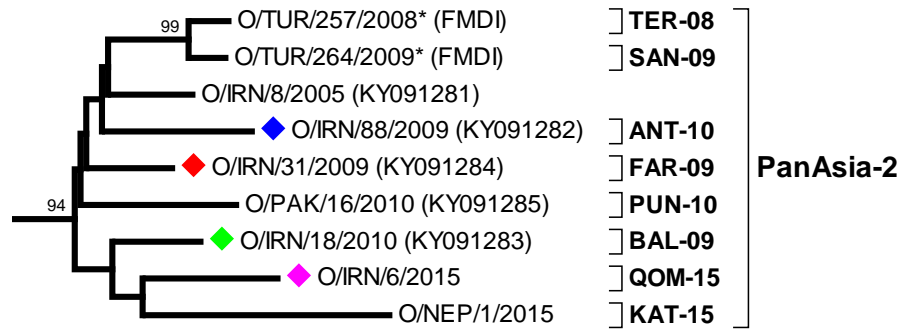 99
O/TUR/257/2008* (FMDI) TER-08
O/TUR/264/2009* (FMDI) SAN-09
O/IRN/8/2005 (KY091281)
O/IRN/88/2009 (KY091282) ANT-10
O/IRN/31/2009 (KY091284) FAR-09
PanAsia-2
94
O/PAK/16/2010 (KY091285) PUN-10
O/IRN/18/2010 (KY091283) BAL-09
O/IRN/6/2015 QOM-15
O/NEP/1/2015 KAT-15